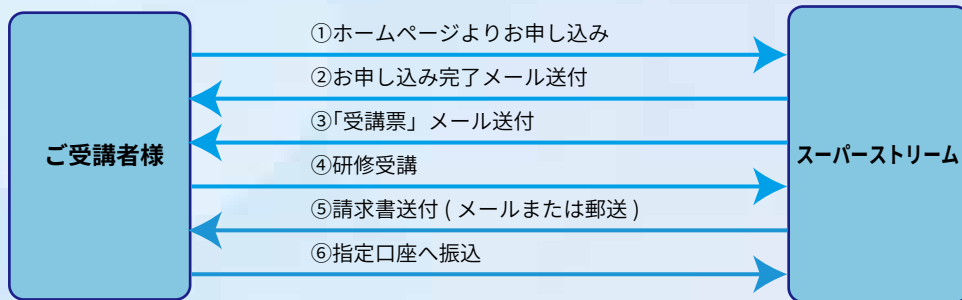 ①ホームページよりお申し込み
②お申し込み完了メール送付
③「受講票」メール送付
ご受講者様
スーパーストリーム
④研修受講
⑤請求書送付 ( メールまたは郵送 )
⑥指定口座へ振込